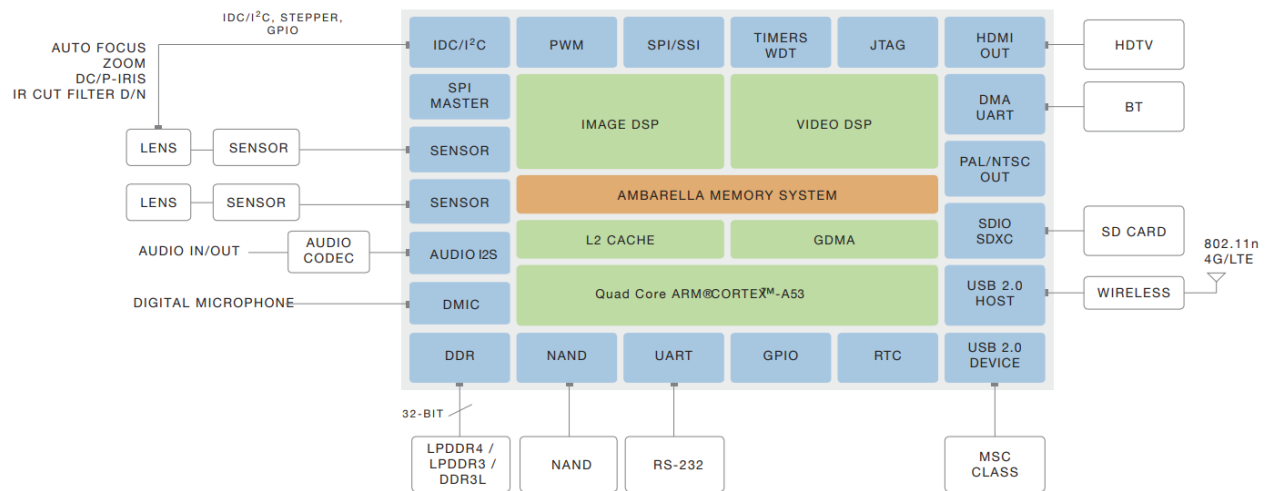 IDC/I²C, STEPPER,
GPIO
AUTO FOCUS
ZOOM
DC/P-IRIS
IR CUT FILTER D/N
IDC/I²C
PWM
SPI/SSI
TIMERS
WDT
JTAG
HDMI
OUT
HDTV
SPI
MASTER
IMAGE DSP
VIDEO DSP
DMA
UART
BT
LENS
SENSOR
SENSOR
PAL/NTSC
OUT
LENS
SENSOR
SENSOR
AMBARELLA MEMORY SYSTEM
SDIO
SDXC
SD CARD
AUDIO IN/OUT
AUDIO
CODEC
AUDIO I2S
L2 CACHE
GDMA
802.11n
4G/LTE
DIGITAL MICROPHONE
DMIC
Quad Core ARM®CORTEX™-A53
USB 2.0
HOST
WIRELESS
DDR
NAND
UART
GPIO
RTC
USB 2.0
DEVICE
32-BIT
LPDDR4 /
LPDDR3 /
DDR3L
NAND
RS-232
MSC
CLASS